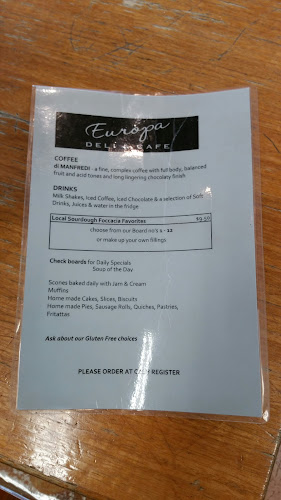 Europa
DELI & CAFE
COFFEE
di MANFREDI - a fine, complex coffee with full body, balanced
fruit and acid tones and long lingering chocolaty finish
DRINKS
Milk Shakes, Iced Coffee, Iced Chocolate & a selection of Soft
Drinks, Juices & water in the fridge
Local Sourdough Foccacia Favorites $9.50
choose from our Board no's 1 - 12
or make up your own fillings
Check boards for Daily Specials
Soup of the Day
Scones baked daily with Jam & Cream
Muffins
Home made Cakes, Slices, Biscuits
Home made Pies, Sausage Rolls, Quiches, Pastries,
Fritattas
Ask about our Gluten Free choices
PLEASE ORDER AT CASH REGISTER